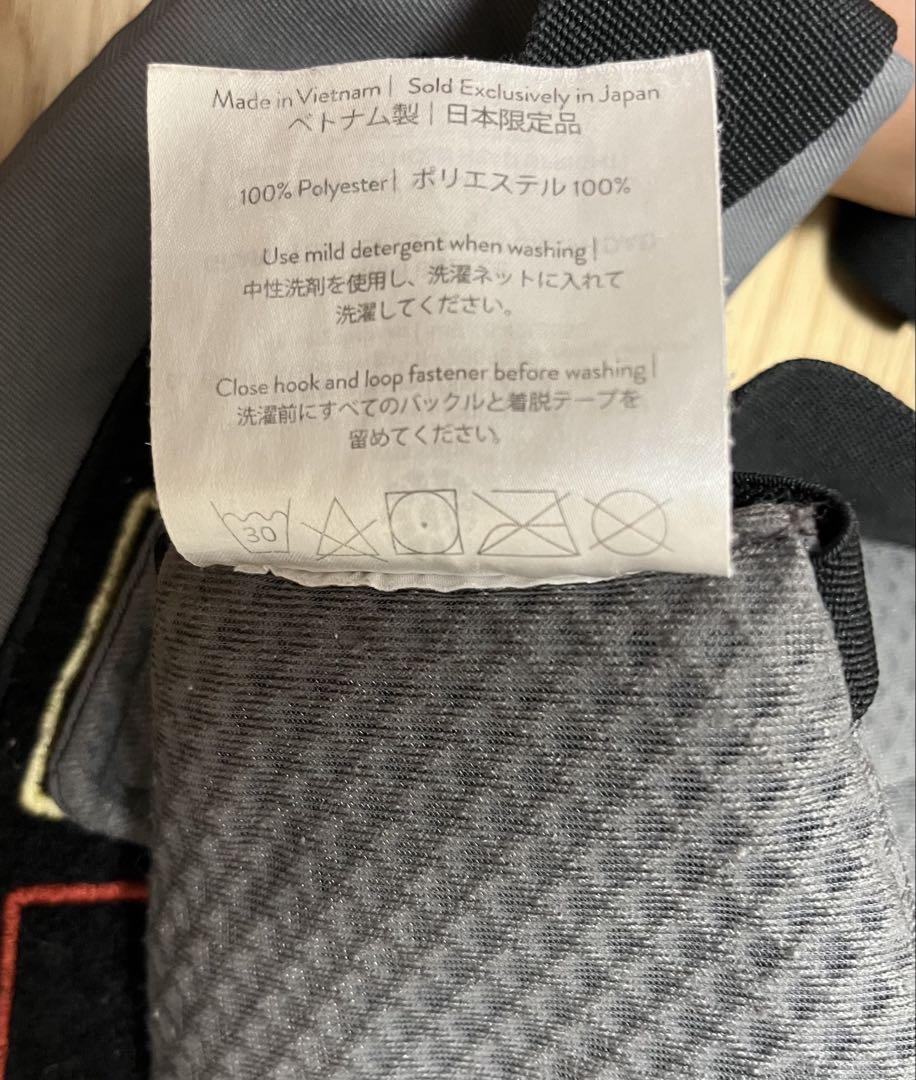 Made in Vietnam | Sold Exclusively in Japan
ベトナム製 | 日本限定品
100% Polyester | ポリエステル 100%
Use mild detergent when washing |
中性洗剤を使用し、洗濯ネットに入れて
洗濯してください。
Close hook and loop fastener before washing |
洗濯前にすべてのバックルと着脱テープを
留めてください。
30